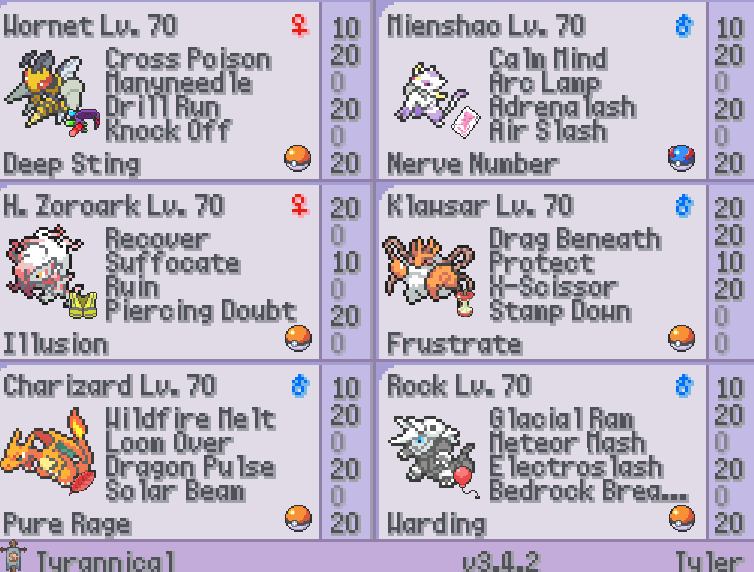 Wornet Lv. 70 ♀
Cross Poison
Manyneedle
Drill Run
Knock Off
Deep Sting
10
20
0
20
0
20
Mienshao Lv. 70 ♂
Calm Mind
Arc Lamp
Adrenalash
Air Slash
Nerve Number
10
20
0
20
0
20
H. Zoroark Lv. 70 ♀
Recover
Suffocate
Ruin
Piercing Doubt
Illusion
20
0
10
0
20
0
Klawsar Lv. 70 ♂
Drag Beneath
Protect
X-Scissor
Stamp Down
Frustrate
20
20
10
20
0
0
Charizard Lv. 70 ♂
Wildfire Melt
Loom Over
Dragon Pulse
Solar Beam
Pure Rage
10
20
0
20
0
20
Rock Lv. 70 ♂
Glacial Ram
Meteor Mash
Electroslash
Bedrock Brea...
Warding
10
20
0
20
0
20
Tyrannical v3.4.2 Tyler